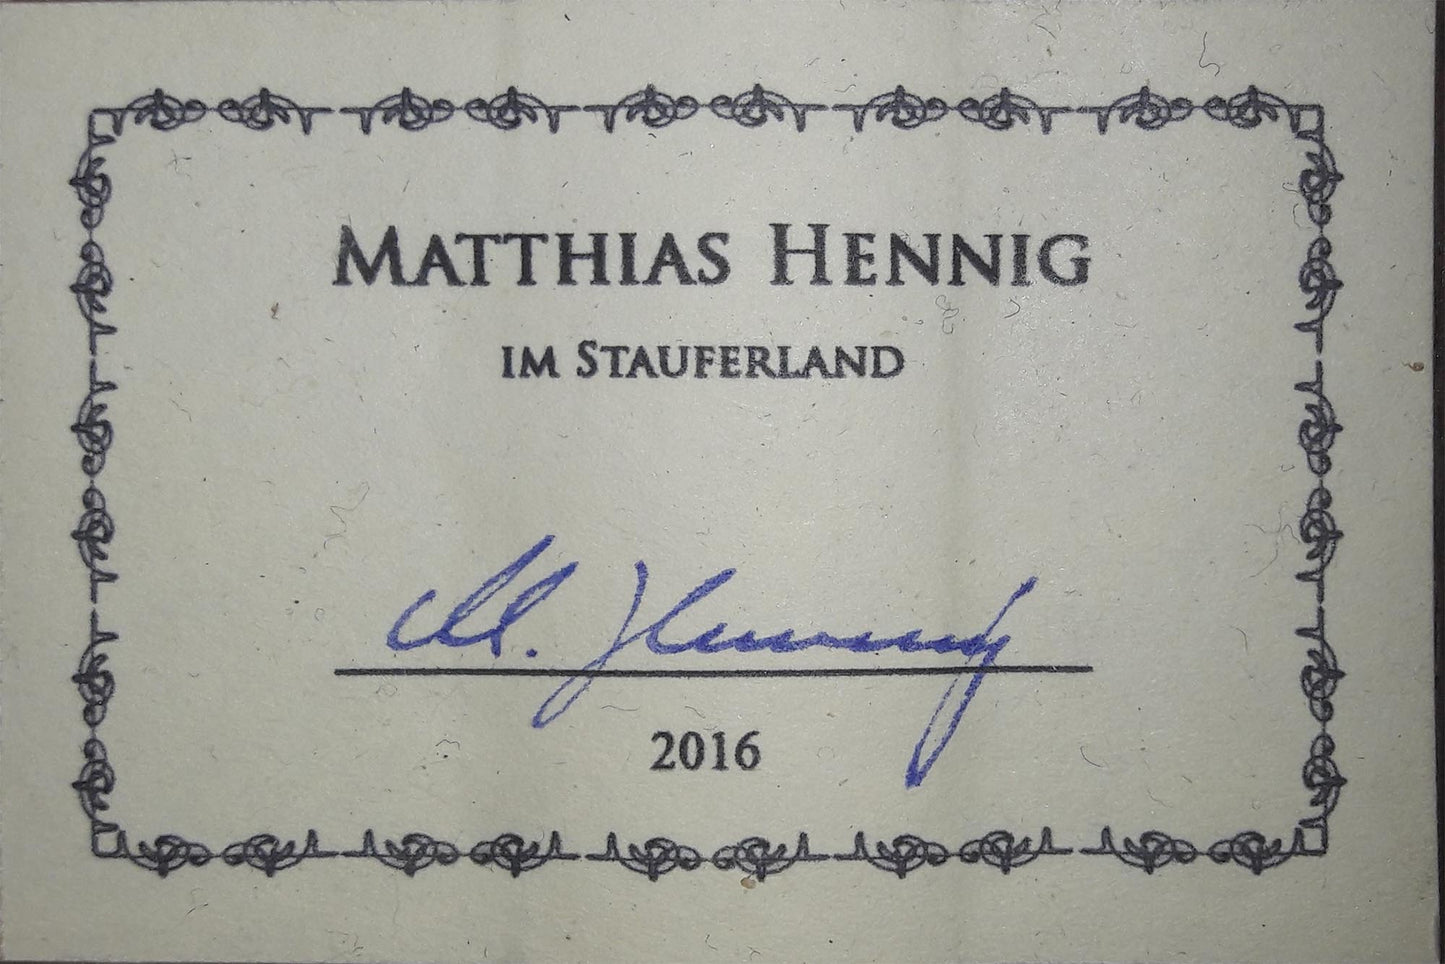 MATTHIAS HENNIG
IM STAUFERLAND
M. Hennig
2016